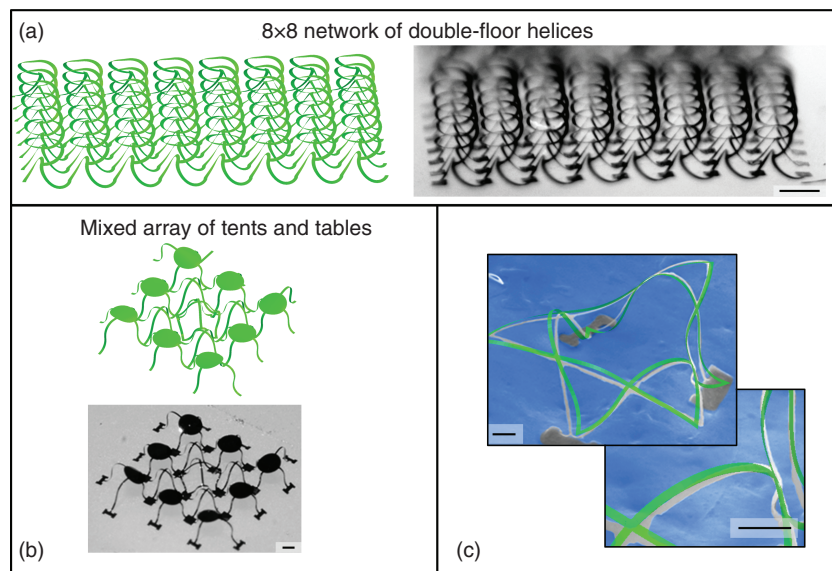 (a)
8×8 network of double-floor helices
Mixed array of tents and tables
(b)
(c)